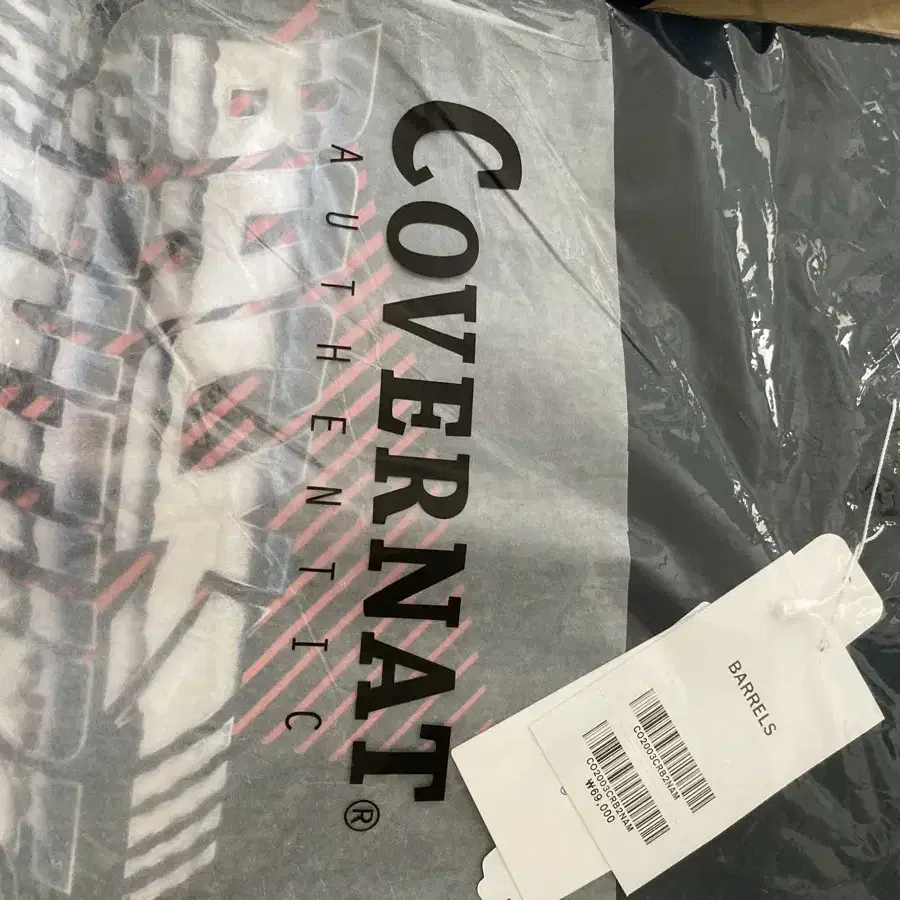 COVERNAT®
AUTHENTIC
BARRELS
CO2003CRB2NAM
CO2003CRB2NAM
₩69,000